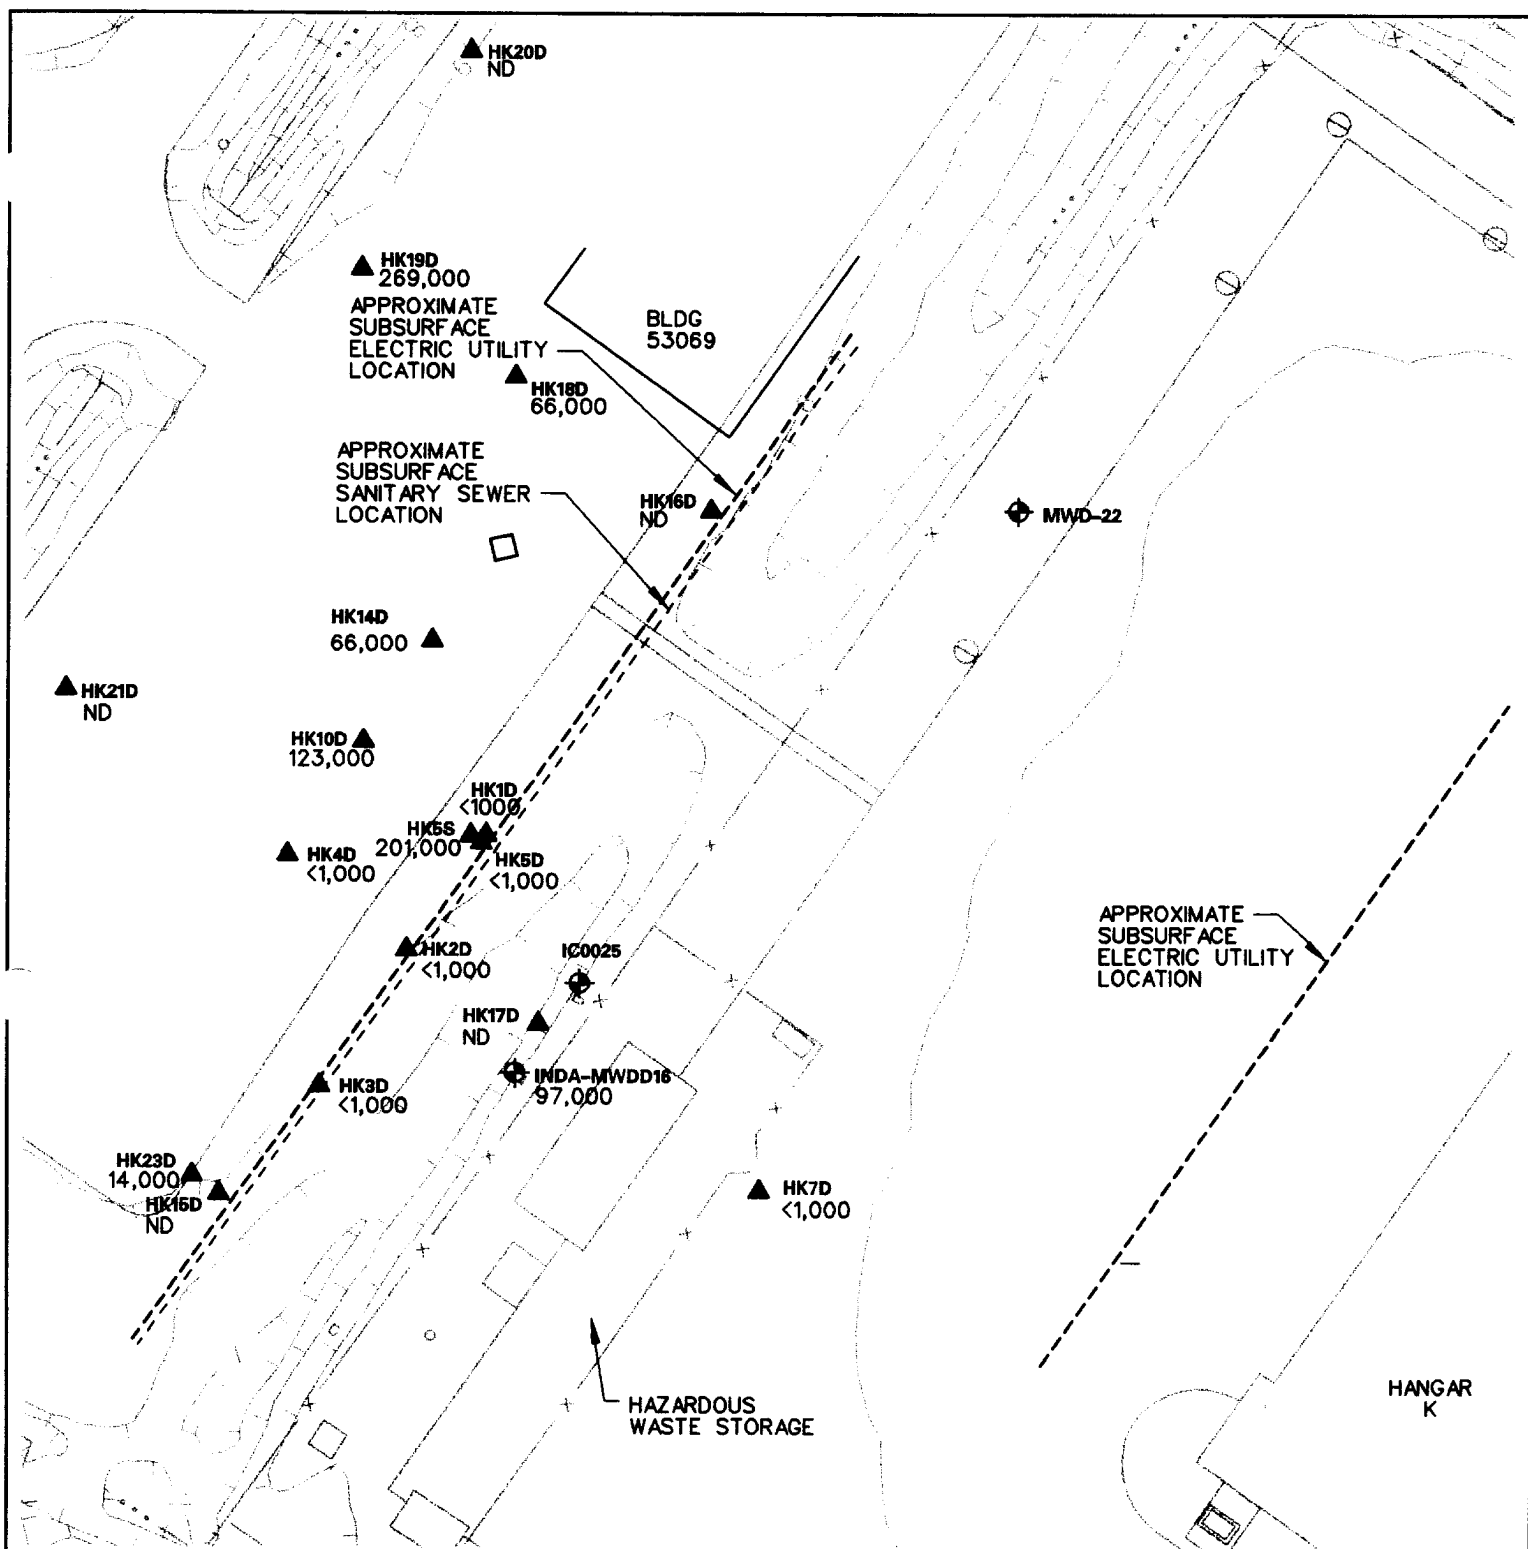 HK20D
ND
HK19D
269,000
APPROXIMATE
SUBSURFACE
ELECTRIC UTILITY
LOCATION
BLDG
53069
HK18D
66,000
APPROXIMATE
SUBSURFACE
SANITARY SEWER
LOCATION
HK16D
ND
MWD-22
HK14D
66,000
HK21D
ND
HK10D
123,000
HK1D
<1000
HK5S
201,000
HK4D
<1,000
HK5D
<1,000
APPROXIMATE
SUBSURFACE
ELECTRIC UTILITY
LOCATION
HK2D
<1,000
IC0025
HK17D
ND
INDA-MWDD16
97,000
HK3D
<1,000
HK23D
14,000
HK15D
ND
HK7D
<1,000
HAZARDOUS
WASTE STORAGE
HANGAR
K